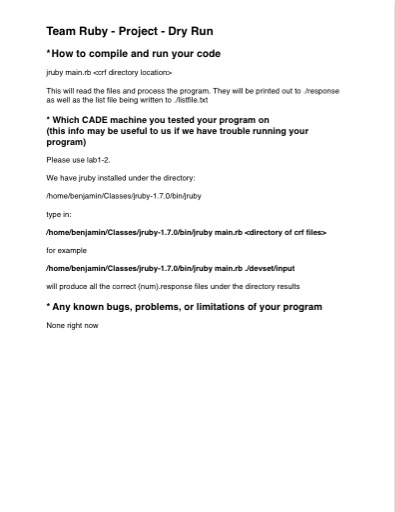 Team Ruby - Project - Dry Run
*How to compile and run your code
jruby main.rb <crf directory location>
This will read the files and process the program. They will be printed out to ./response
as well as the list file being written to ./listfile.txt
* Which CADE machine you tested your program on
(this info may be useful to us if we have trouble running your
program)
Please use lab1-2.
We have jruby installed under the directory:
/home/benjamin/Classes/jruby-1.7.0/bin/jruby
type in:
/home/benjamin/Classes/jruby-1.7.0/bin/jruby main.rb <directory of crf files>
for example
/home/benjamin/Classes/jruby-1.7.0/bin/jruby main.rb ./devset/input
will produce all the correct (num).response files under the directory results
* Any known bugs, problems, or limitations of your program
None right now